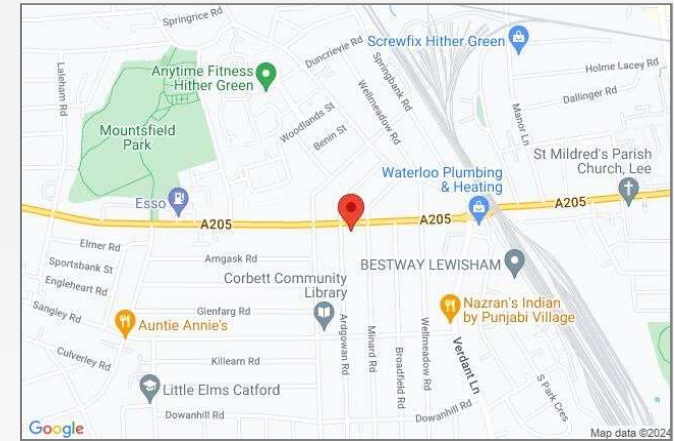 Springrice Rd
Screwfix Hither Green
Duncrievie Rd
Springbank Rd
Laleham Rd
Anytime Fitness
Hither Green
Holme Lacey Rd
Dallinger Rd
Wellmeadow Rd
Manor Ln
Woodlands St
Mountsfield
Park
Benin St
St Mildred's Parish
Church, Lee
Waterloo Plumbing
& Heating
Esso
A205
A205
A205
Elmer Rd
Arngask Rd
Sportsbank St
BESTWAY LEWISHAM
Corbett Community
Library
Engleheart Rd
Sangley Rd
Glenfarg Rd
Nazran's Indian
by Punjabi Village
Auntie Annie's
Ardgowan Rd
Minard Rd
Broadfield Rd
Wellmeadow Rd
Verdant Ln
Culverley Rd
Killearn Rd
Little Elms Catford
S Park Cres
Dowanhill Rd
Dowanhill Rd
Google
Map data ©2024